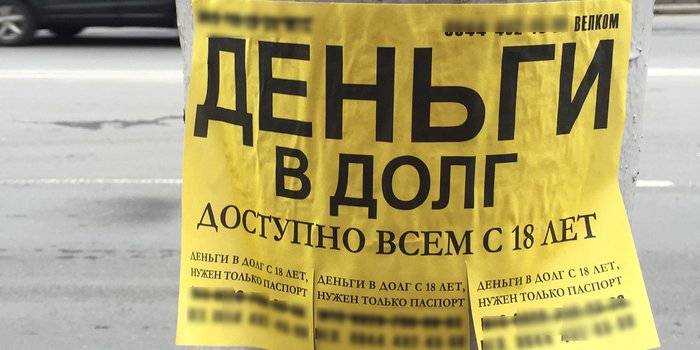 ВЕЛКОМ
ДЕНЬГИ
В ДОЛГ
ДОСТУПНО ВСЕМ С 18 ЛЕТ
ДЕНЬГИ В ДОЛГ С 18 ЛЕТ,
НУЖЕН ТОЛЬКО ПАСПОРТ
ДЕНЬГИ В ДОЛГ С 18 ЛЕТ,
НУЖЕН ТОЛЬКО ПАСПОРТ
ДЕНЬГИ В ДОЛГ С 18 ЛЕТ,
НУЖЕН ТОЛЬКО ПАСПОРТ